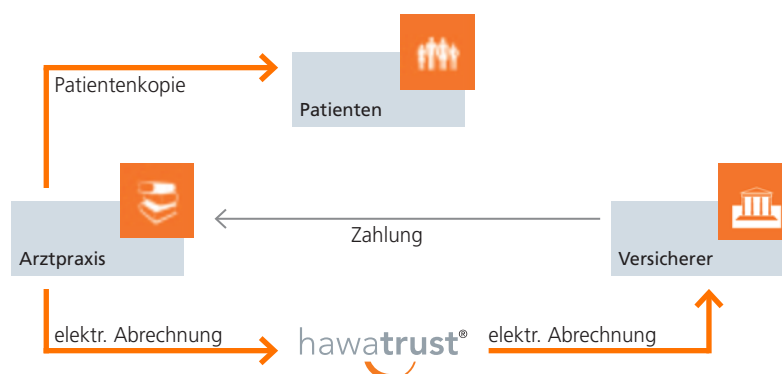 Patientenkopie
Patienten
Zahlung
Arztpraxis
Versicherer
elektr. Abrechnung
hawatrust®
elektr. Abrechnung